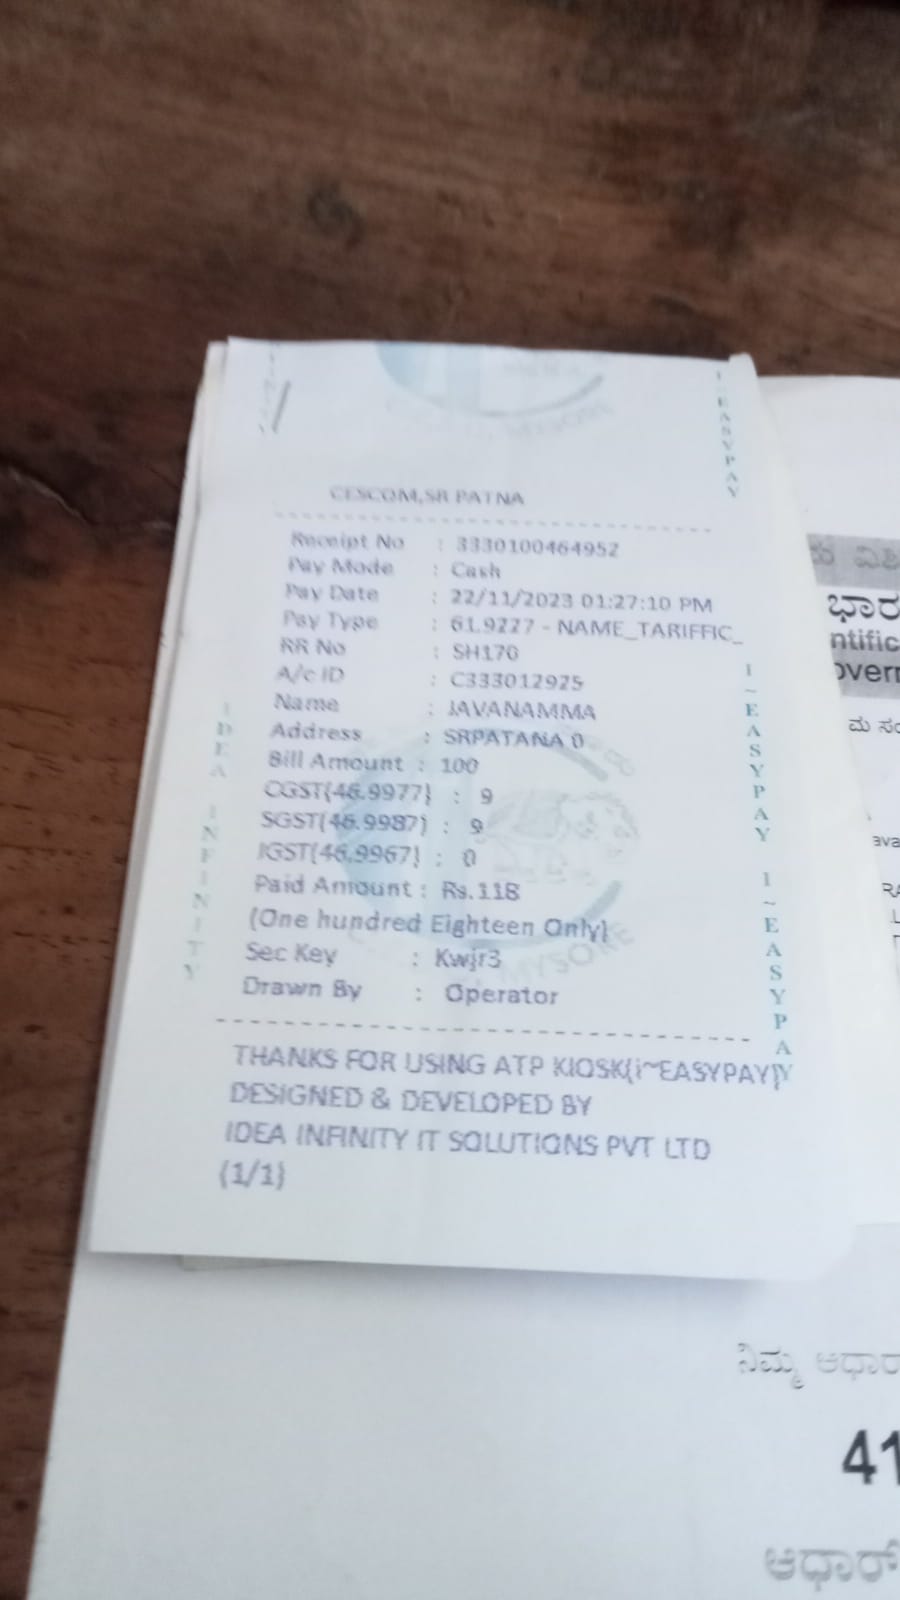 CESCOM,SR PATNA
Receipt No : 3330100464952
Pay Mode : Cash
Pay Date : 22/11/2023 01:27:10 PM
Pay Type : 61.9227 - NAME_TARIFFIC_
RR No : SH170
A/c ID : C333012925
Name : JAVANAMMA
Address : SRPATANA 0
Bill Amount : 100
CGST(46.9977) : 9
SGST(46.9987) : 9
IGST(46.9967) : 0
Paid Amount : Rs.118
(One hundred Eighteen Only)
Sec Key : Kwjr3
Drawn By : Operator
THANKS FOR USING ATP KIOSK(i~EASYPAY)
DESIGNED & DEVELOPED BY
IDEA INFINITY IT SOLUTIONS PVT LTD
(1/1)
I~EASYPAY
I~EASYPAY
I~EASYPAY
IDEA INFINITY
MYSORE
ಭಾರ
ntific
overn
ನಿಮ್ಮ ಆಧಾರ
41
ಆಧಾರ್